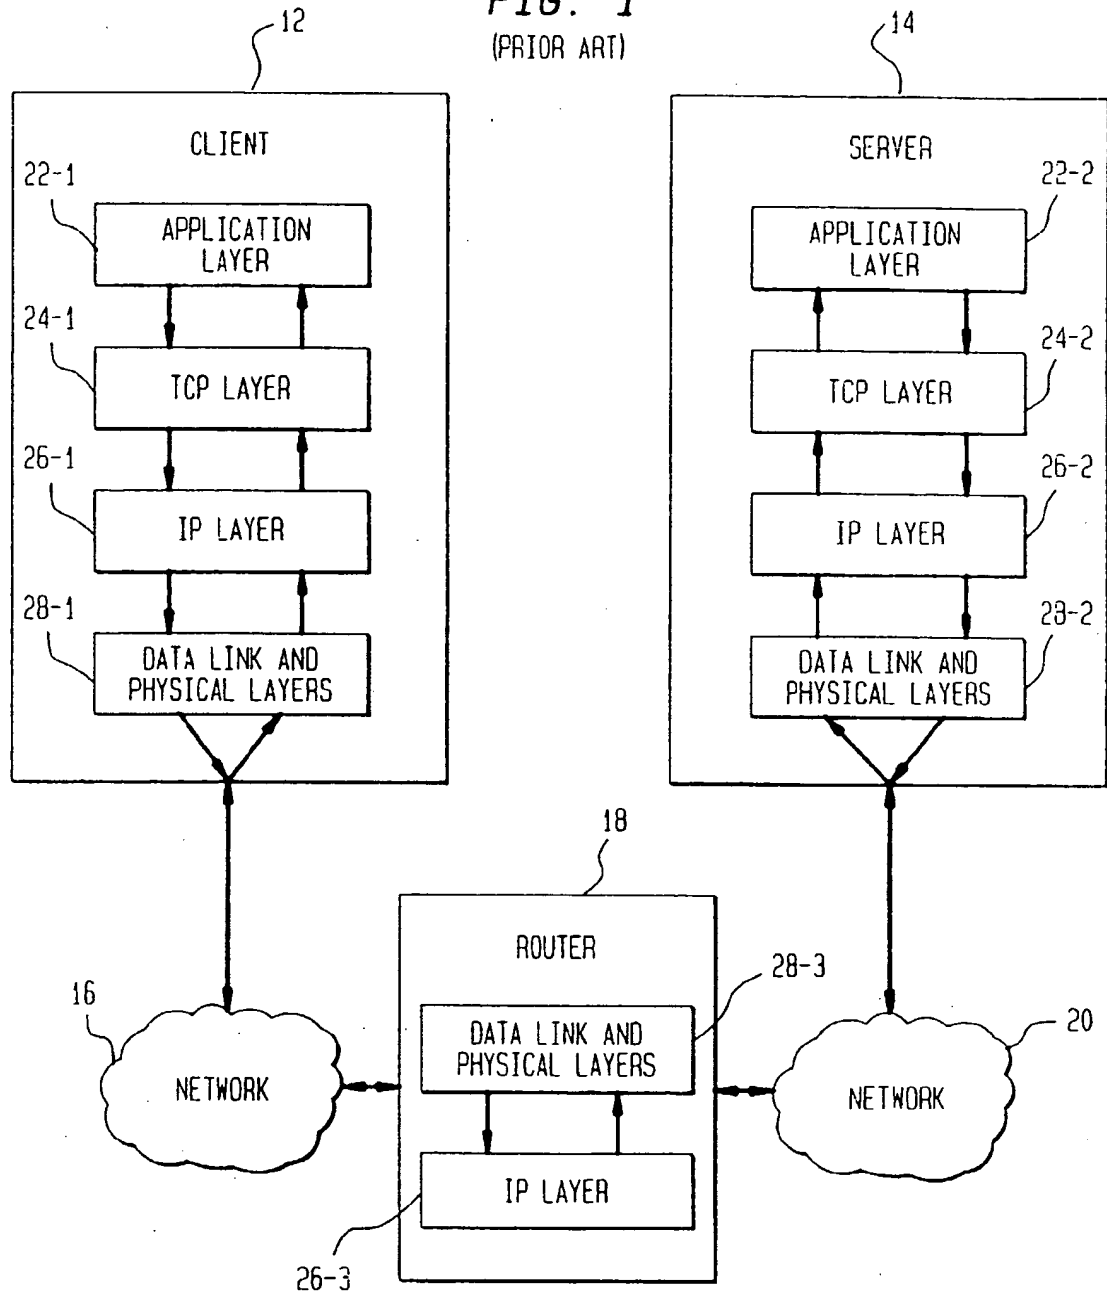 FIG. 1
(PRIOR ART)
12
14
CLIENT
SERVER
22-1
22-2
APPLICATION
LAYER
APPLICATION
LAYER
24-1
24-2
TCP LAYER
TCP LAYER
26-1
26-2
IP LAYER
IP LAYER
28-1
28-2
DATA LINK AND
PHYSICAL LAYERS
DATA LINK AND
PHYSICAL LAYERS
18
ROUTER
28-3
16
20
DATA LINK AND
PHYSICAL LAYERS
NETWORK
NETWORK
IP LAYER
26-3